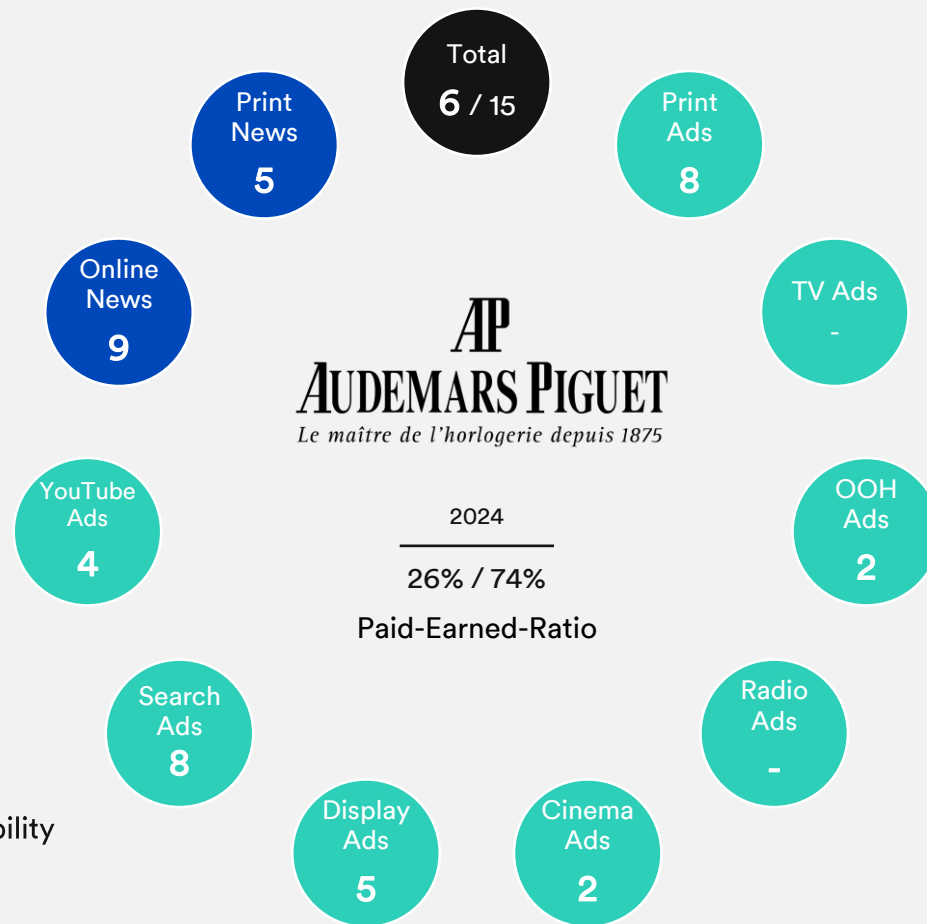 Total
6 / 15
Print
News
5
Print
Ads
8
Online
News
9
TV Ads
-
AP
AUDEMARS PIGUET
Le maître de l'horlogerie depuis 1875
YouTube
Ads
4
OOH
Ads
2
2024
26% / 74%
Paid-Earned-Ratio
Search
Ads
8
Radio
Ads
-
Display
Ads
5
Cinema
Ads
2
bility